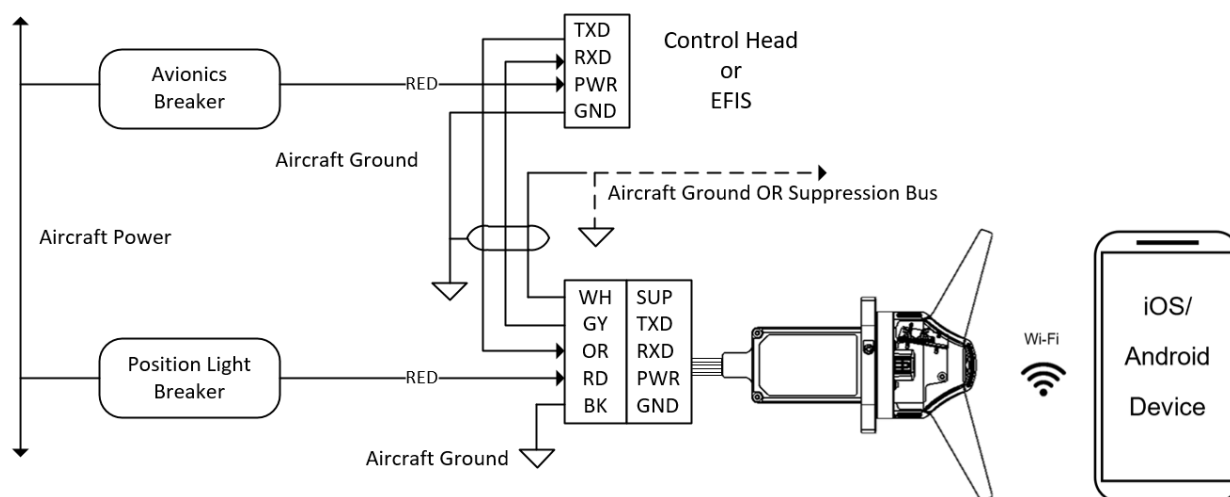 TXD
RXD
PWR
GND
Control Head
or
EFIS
Avionics
Breaker
RED
Aircraft Ground
Aircraft Ground OR Suppression Bus
Aircraft Power
WH SUP
GY TXD
OR RXD
RD PWR
BK GND
Position Light
Breaker
RED
Aircraft Ground
Wi-Fi
iOS/
Android
Device